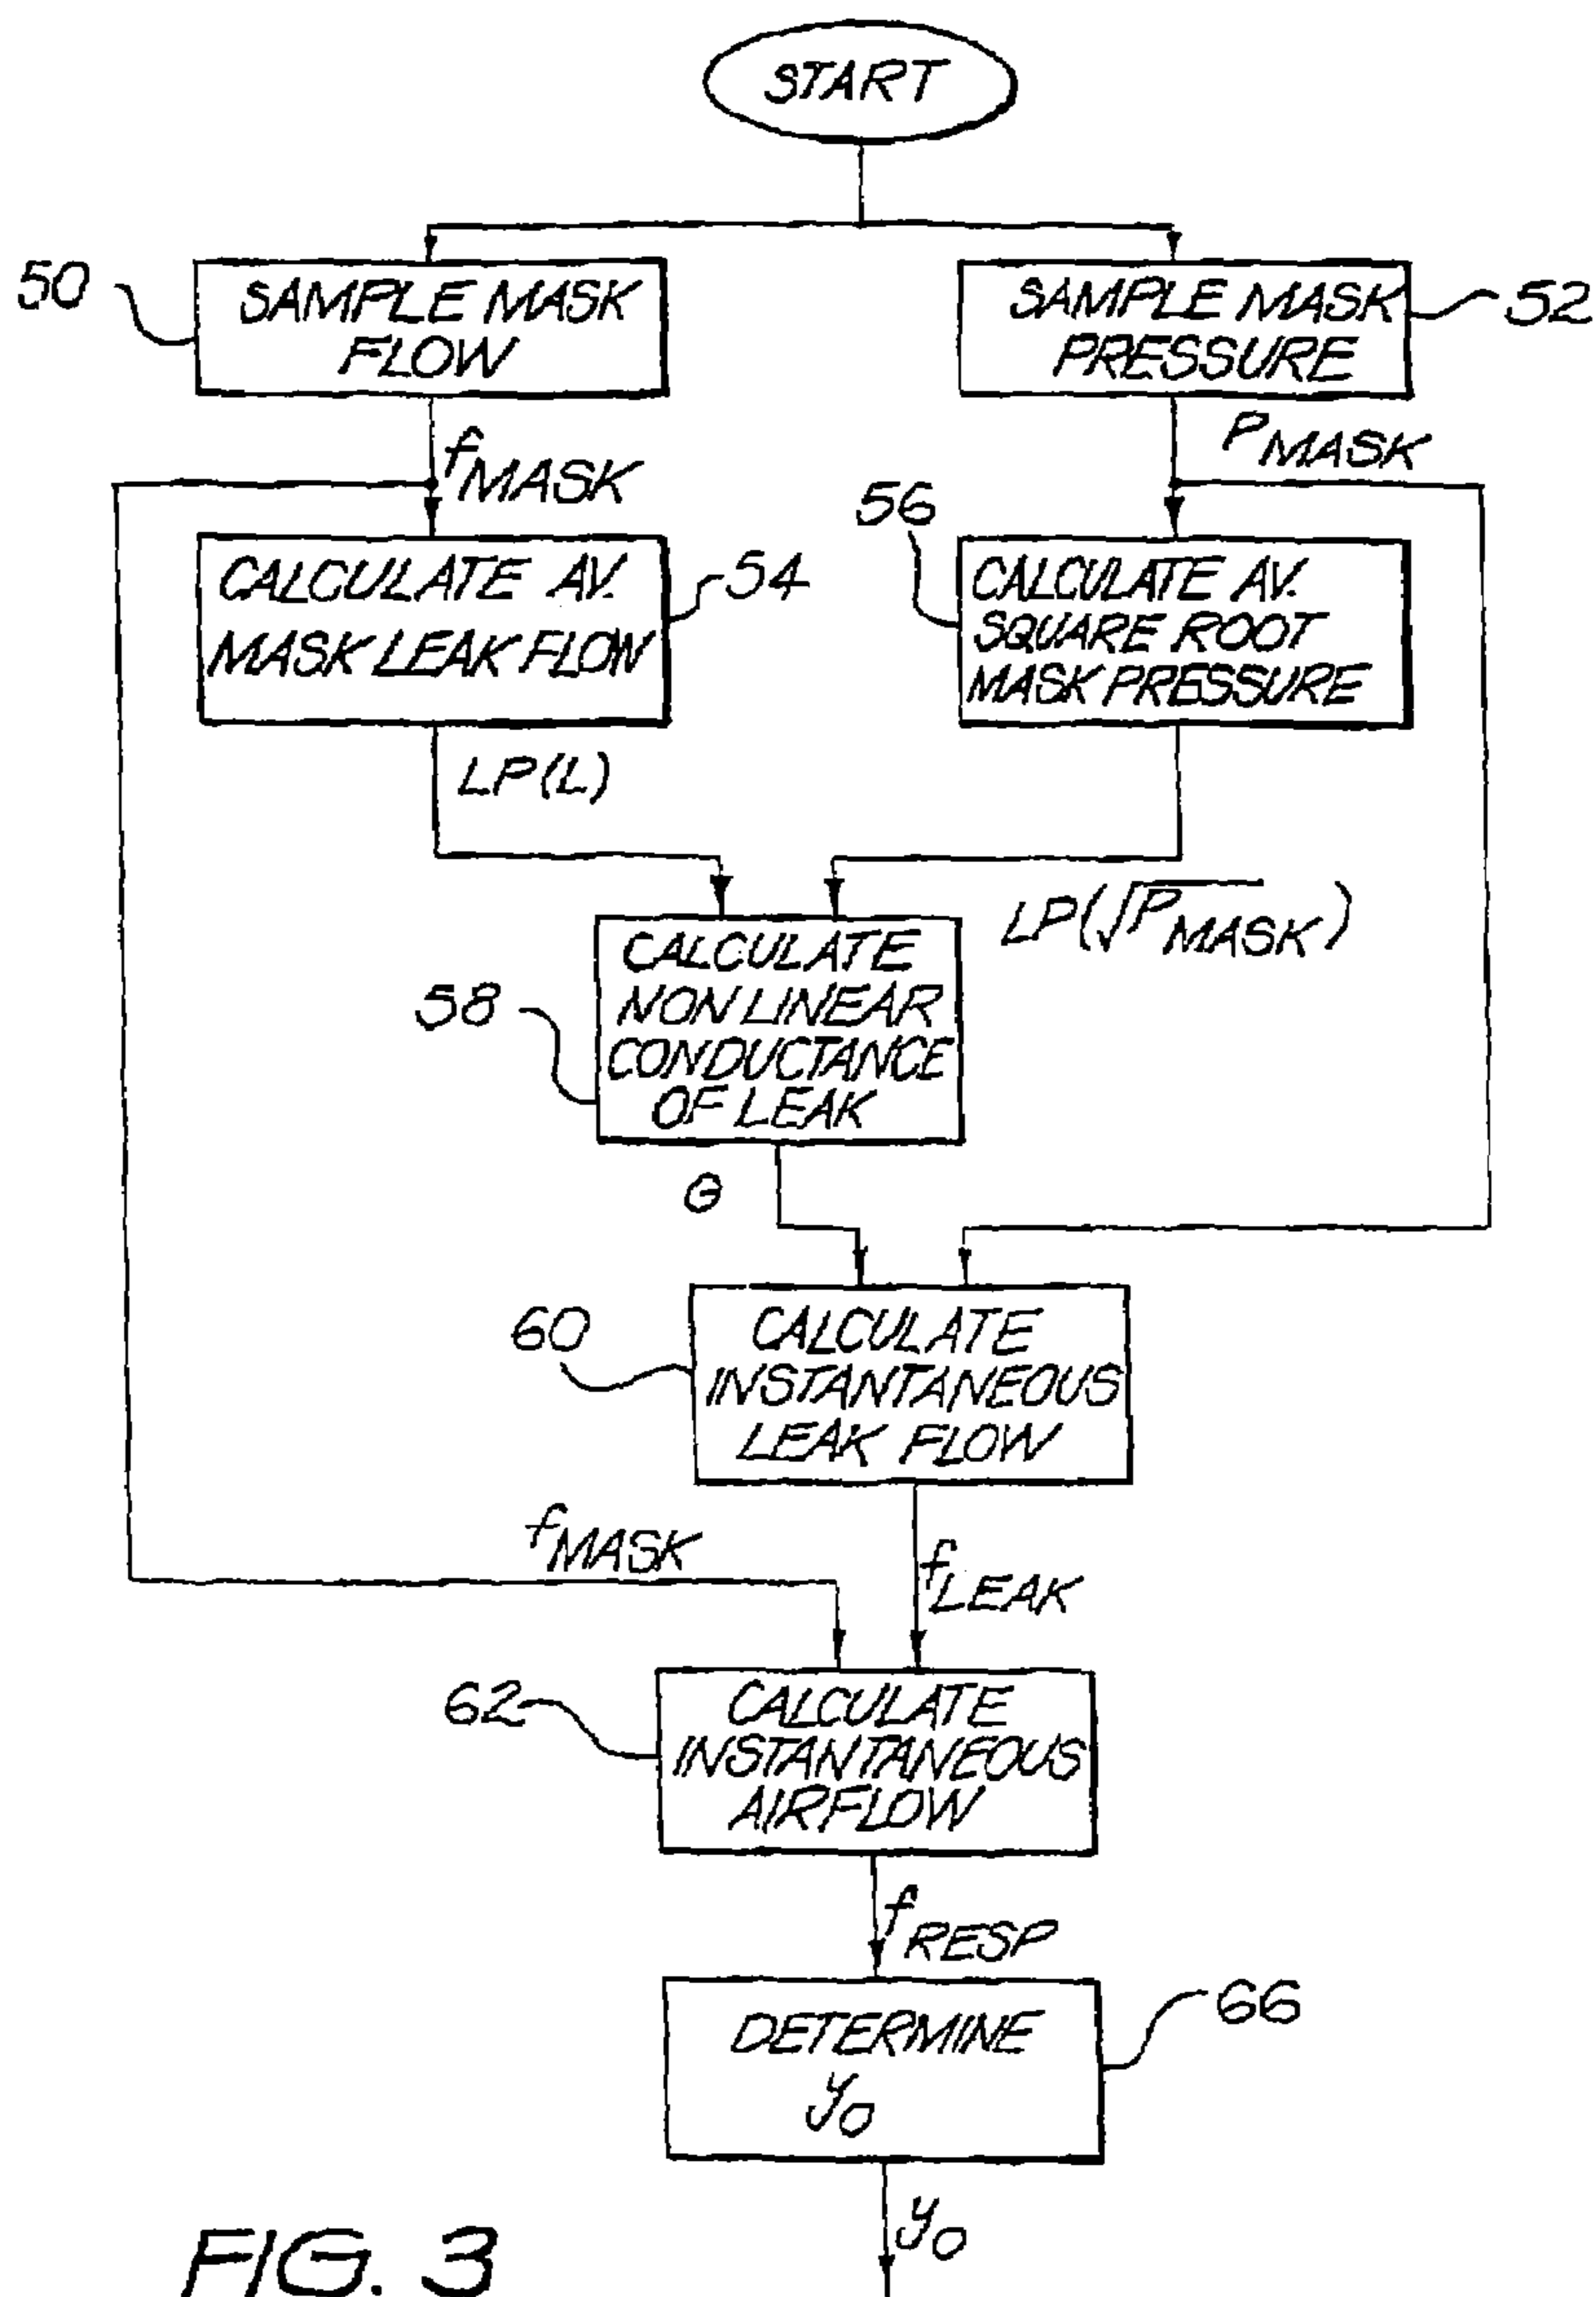 START
50
SAMPLE MASK
FLOW
SAMPLE MASK
PRESSURE
52
fMASK
PMASK
CALCULATE AV.
MASK LEAK FLOW
54
56
CALCULATE AV.
SQUARE ROOT
MASK PRESSURE
LP(L)
LP(√PMASK)
58
CALCULATE
NON LINEAR
CONDUCTANCE
OF LEAK
G
60
CALCULATE
INSTANTANEOUS
LEAK FLOW
fMASK
fLEAK
62
CALCULATE
INSTANTANEOUS
AIRFLOW
fRESP
DETERMINE
yO
66
yO
FIG. 3